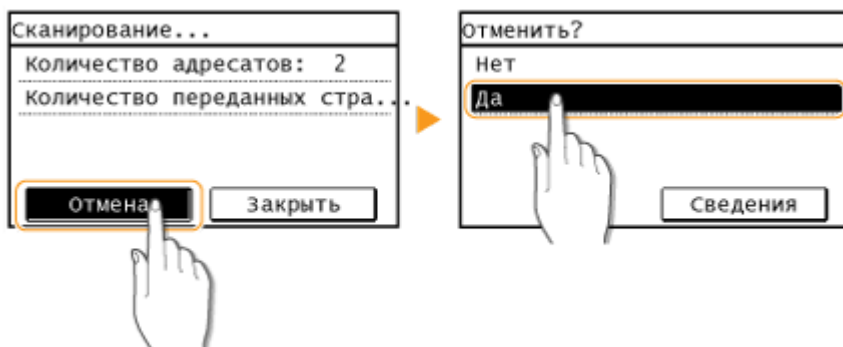 Сканирование...
Количество адресатов: 2
Количество переданных стра...
Отмена
Закрыть
Отменить?
Нет
Да
Сведения